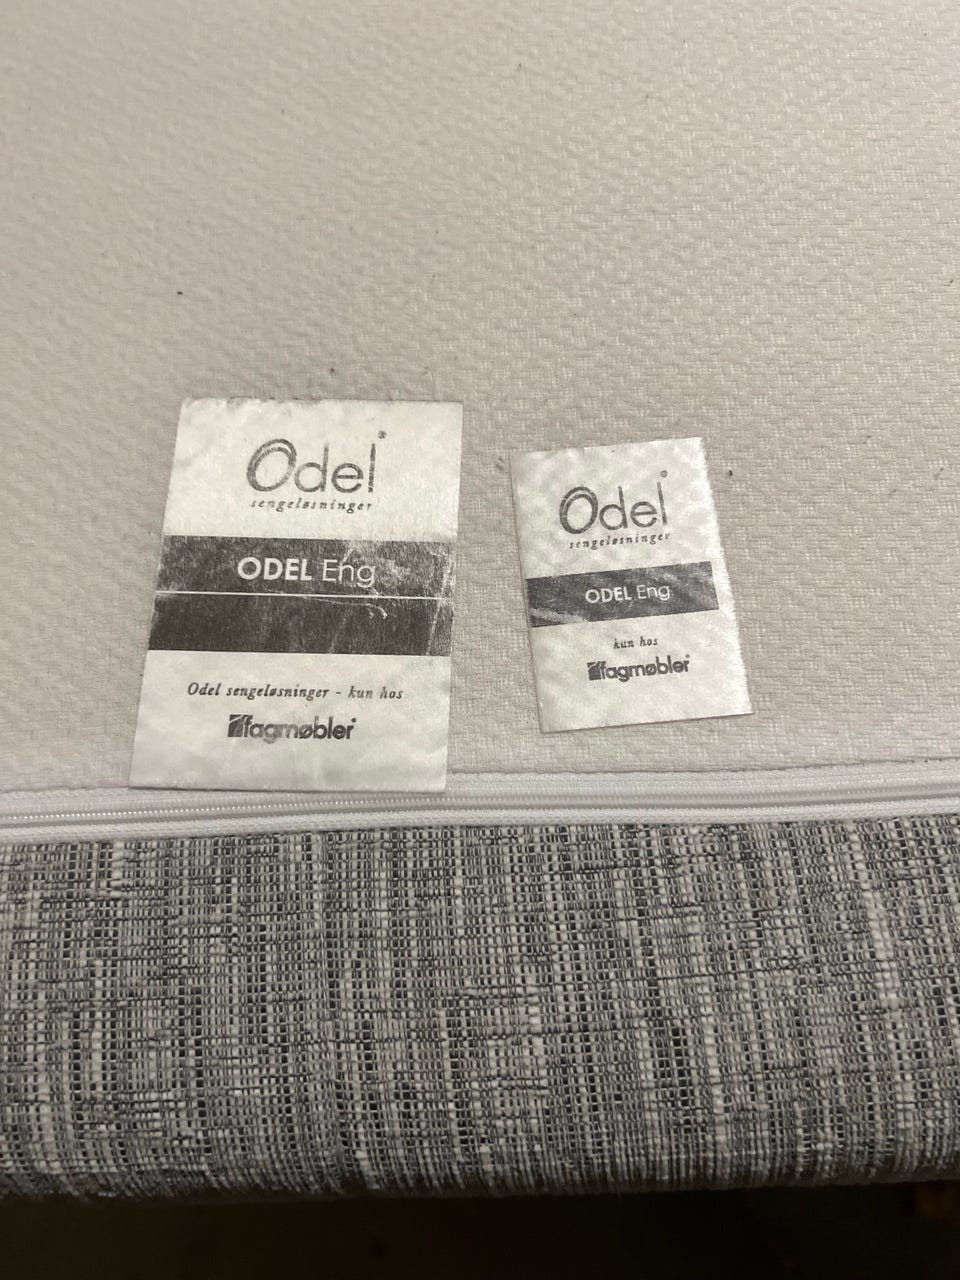 Odel®
sengeløsninger
ODEL Eng
Odel sengeløsninger - kun hos
fagmøbler®
Odel®
sengeløsninger
ODEL Eng
kun hos
fagmøbler®